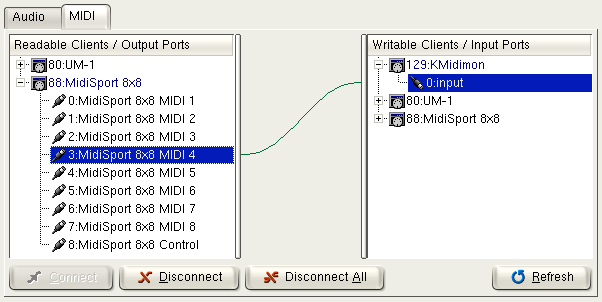 Audio
MIDI
Readable Clients / Output Ports
80:UM-1
88:MidiSport 8x8
0:MidiSport 8x8 MIDI 1
1:MidiSport 8x8 MIDI 2
2:MidiSport 8x8 MIDI 3
3:MidiSport 8x8 MIDI 4
4:MidiSport 8x8 MIDI 5
5:MidiSport 8x8 MIDI 6
6:MidiSport 8x8 MIDI 7
7:MidiSport 8x8 MIDI 8
8:MidiSport 8x8 Control
Writable Clients / Input Ports
129:KMidimon
0:input
80:UM-1
88:MidiSport 8x8
Connect
Disconnect
Disconnect All
Refresh